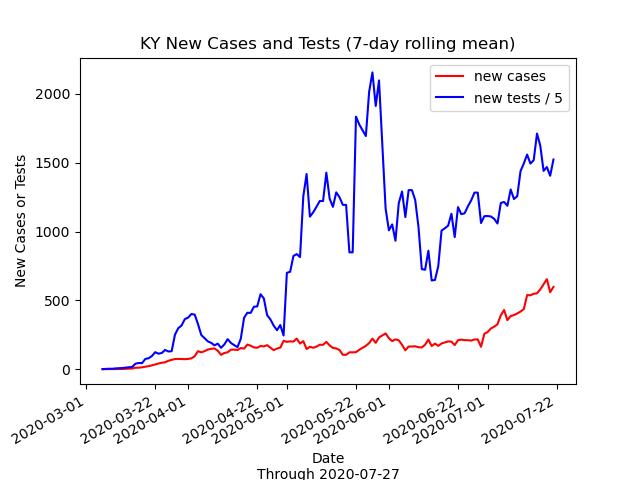 KY New Cases and Tests (7-day rolling mean)
new cases
new tests / 5
New Cases or Tests
2000
1500
1000
500
0
2020-03-01
2020-03-22
2020-04-01
2020-04-22
2020-05-01
2020-05-22
2020-06-01
2020-06-22
2020-07-01
2020-07-22
Date
Through 2020-07-27